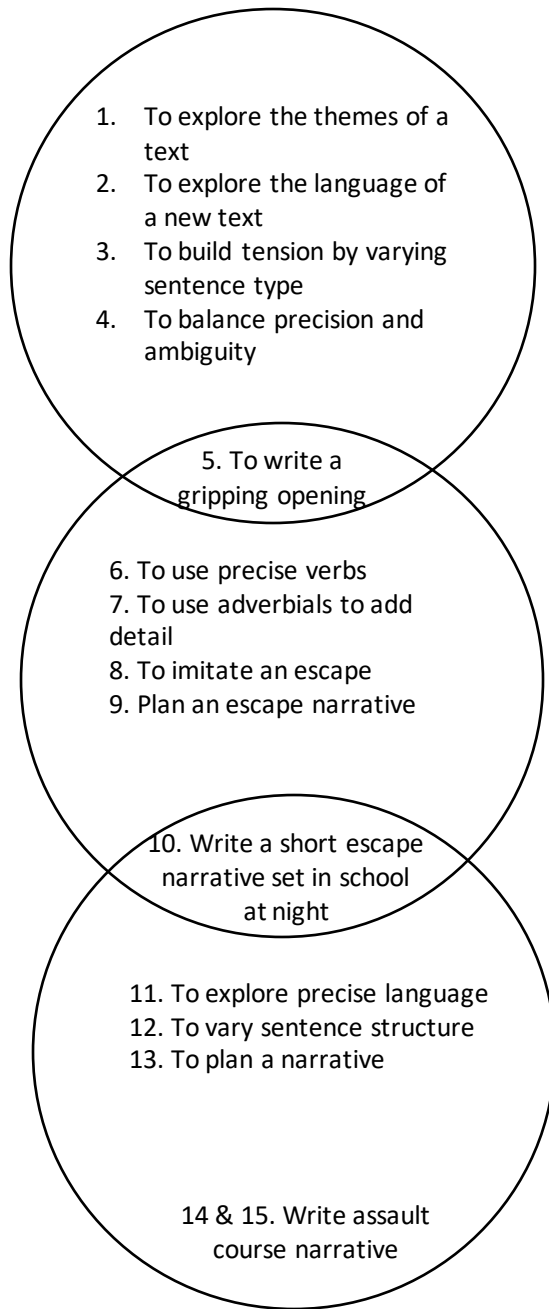 1. To explore the themes of a
text
2. To explore the language of
a new text
3. To build tension by varying
sentence type
4. To balance precision and
ambiguity
5. To write a
gripping opening
6. To use precise verbs
7. To use adverbials to add
detail
8. To imitate an escape
9. Plan an escape narrative
10. Write a short escape
narrative set in school
at night
11. To explore precise language
12. To vary sentence structure
13. To plan a narrative
14 & 15. Write assault
course narrative